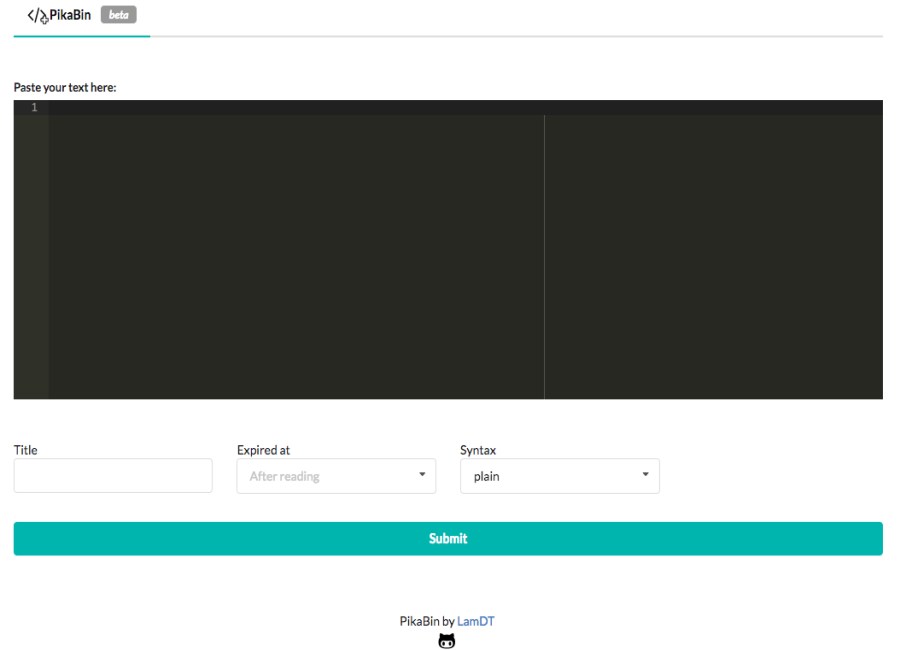 </>PikaBin beta
Paste your text here:
1
Title Expired at Syntax
After reading plain
Submit
PikaBin by LamDT